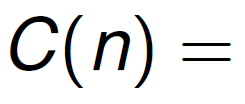 C(n) =